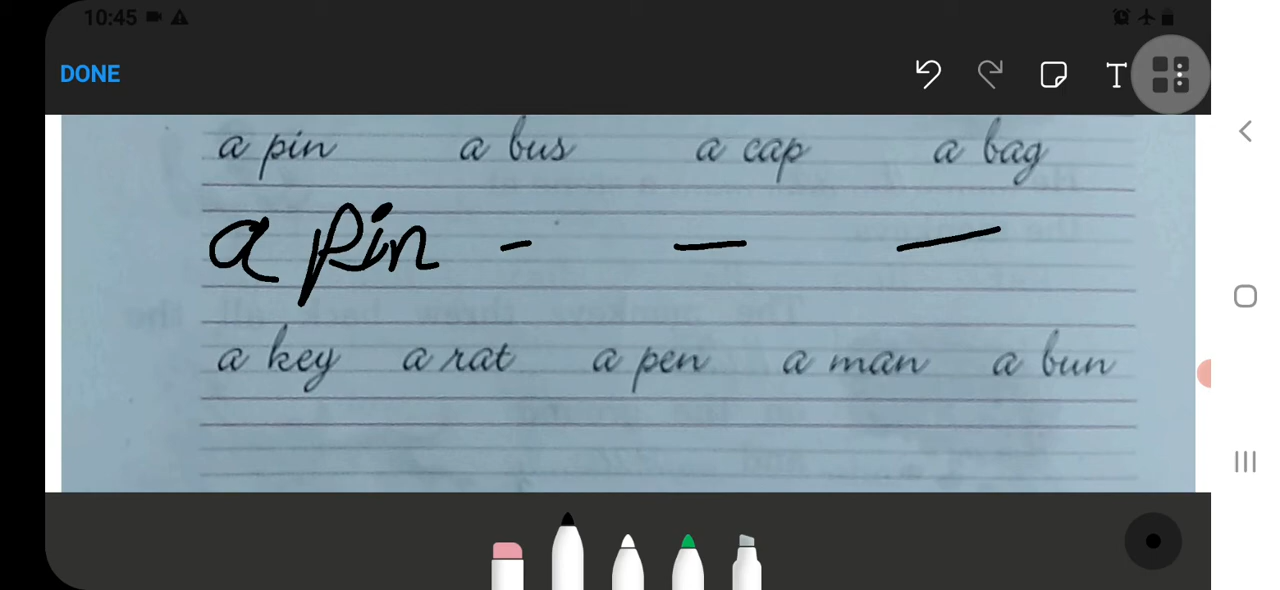 10:45
DONE T
a pin a bus a cap a bag
a pin - — —
a key a rat a pen a man a bun